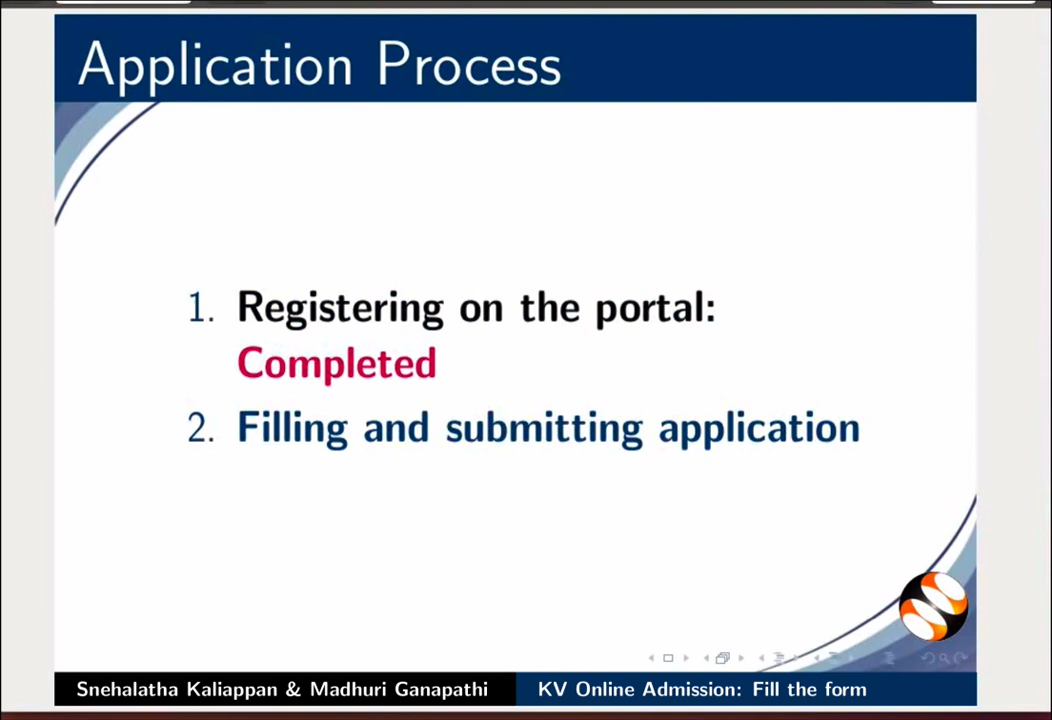 Application Process
1. Registering on the portal:
Completed
2. Filling and submitting application
Snehalatha Kaliappan & Madhuri Ganapathi KV Online Admission: Fill the form